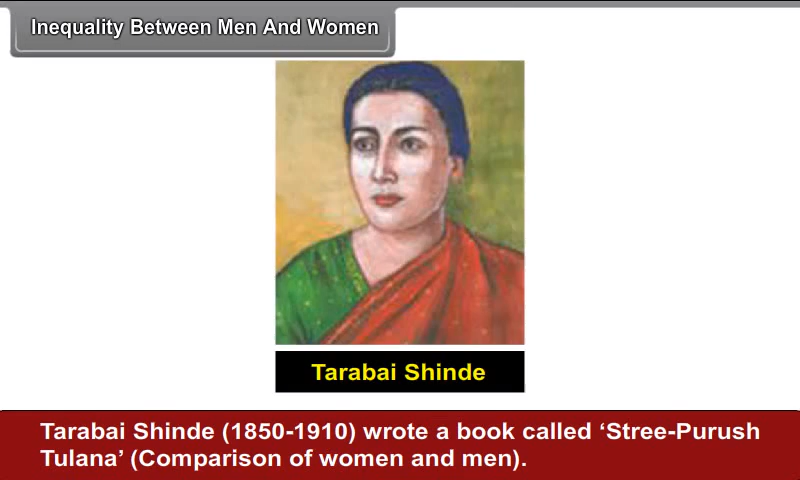 Inequality Between Men And Women
Tarabai Shinde
Tarabai Shinde (1850-1910) wrote a book called ‘Stree-Purush
Tulana’ (Comparison of women and men).